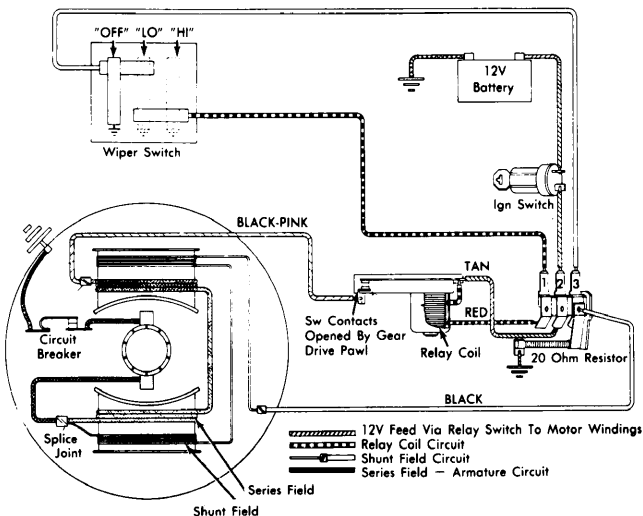 "OFF" "LO" "HI"
12V
Battery
Wiper Switch
Ign Switch
BLACK-PINK
TAN
1 2 3
RED
Sw Contacts
Opened By Gear
Drive Pawl
Relay Coil
20 Ohm Resistor
Circuit
Breaker
BLACK
12V Feed Via Relay Switch To Motor Windings
Relay Coil Circuit
Shunt Field Circuit
Series Field — Armature Circuit
Splice
Joint
Series Field
Shunt Field